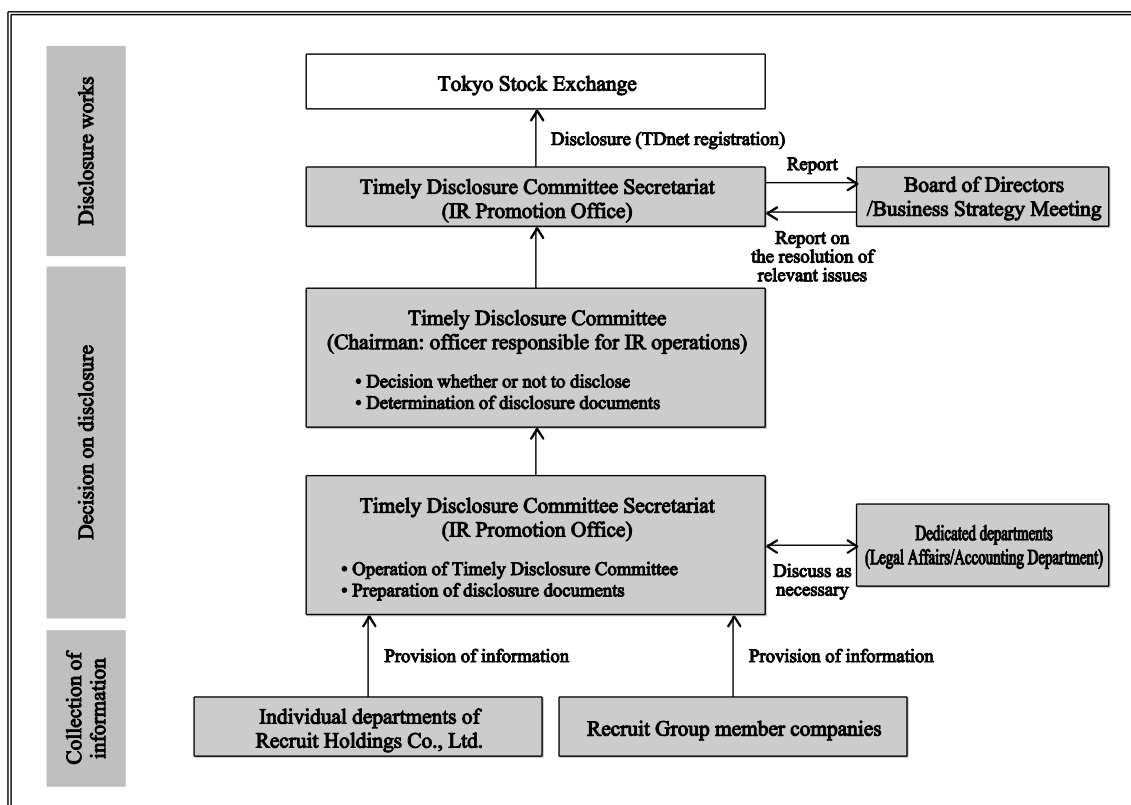 Disclosure works
Tokyo Stock Exchange
Disclosure (TDnet registration)
Timely Disclosure Committee Secretariat
(IR Promotion Office)
Report
Board of Directors
/Business Strategy Meeting
Report on
the resolution of
relevant issues
Decision on disclosure
Timely Disclosure Committee
(Chairman: officer responsible for IR operations)
• Decision whether or not to disclose
• Determination of disclosure documents
Timely Disclosure Committee Secretariat
(IR Promotion Office)
• Operation of Timely Disclosure Committee
• Preparation of disclosure documents
Discuss as
necessary
Dedicated departments
(Legal Affairs/Accounting Department)
Collection of
information
Provision of information
Provision of information
Individual departments of
Recruit Holdings Co., Ltd.
Recruit Group member companies